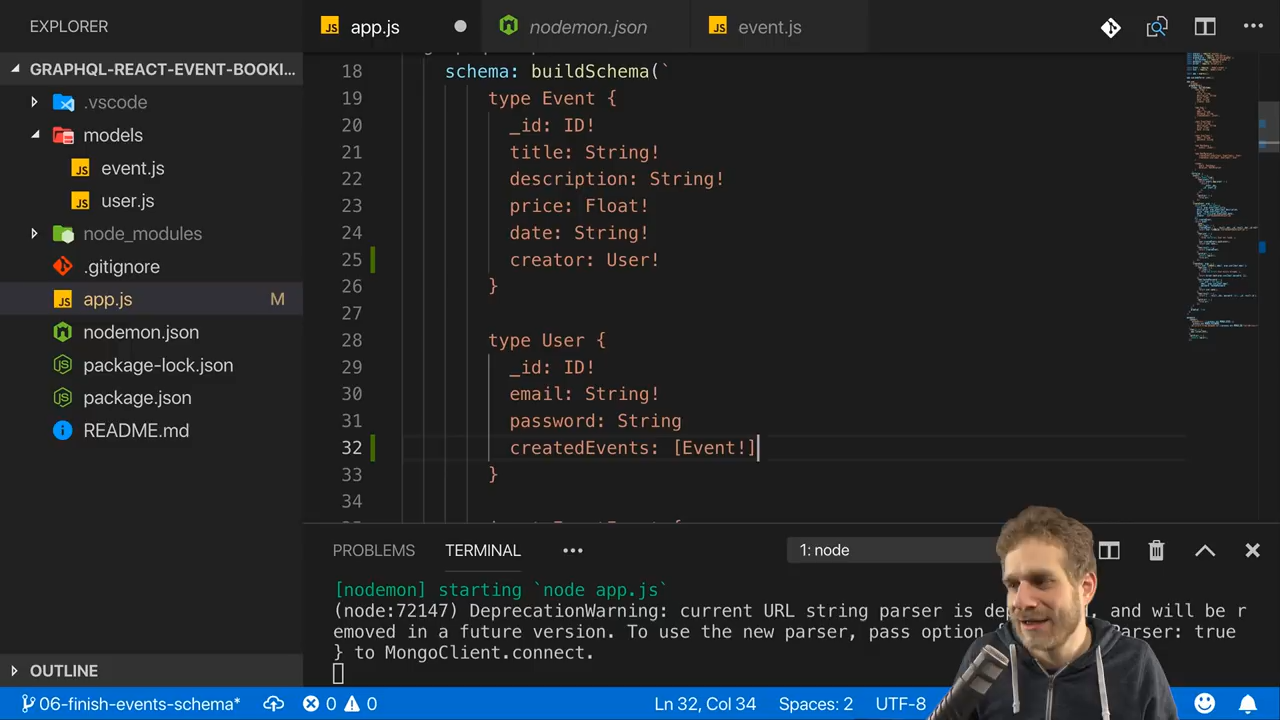 EXPLORER
app.js
nodemon.json
event.js
GRAPHQL-REACT-EVENT-BOOKI...
.vscode
models
event.js
user.js
node_modules
.gitignore
app.js M
nodemon.json
package-lock.json
package.json
README.md
OUTLINE
18 schema: buildSchema(`
19 type Event {
20 _id: ID!
21 title: String!
22 description: String!
23 price: Float!
24 date: String!
25 creator: User!
26 }
27
28 type User {
29 _id: ID!
30 email: String!
31 password: String
32 createdEvents: [Event!]
33 }
34
PROBLEMS TERMINAL ••• 1: node
[nodemon] starting `node app.js`
(node:72147) DeprecationWarning: current URL string parser is and will be r
emoved in a future version. To use the new parser, pass option Parser: true
} to MongoClient.connect.
06-finish-events-schema* 0 0 Ln 32, Col 34 Spaces: 2 UTF-8